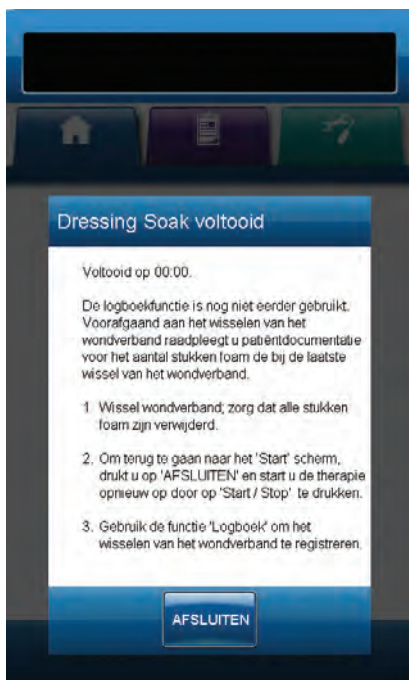 Dressing Soak voltooid
Voltooid op 00:00.
De logboekfunctie is nog niet eerder gebruikt.
Voorafgaand aan het wisselen van het
wondverband raadpleegt u patiëntdocumentatie
voor het aantal stukken foam de bij de laatste
wissel van het wondverband.
1. Wissel wondverband; zorg dat alle stukken
foam zijn verwijderd.
2. Om terug te gaan naar het 'Start' scherm,
drukt u op 'AFSLUITEN' en start u de therapie
opnieuw op door op 'Start / Stop' te drukken.
3. Gebruik de functie 'Logboek' om het
wisselen van het wondverband te registreren.
AFSLUITEN